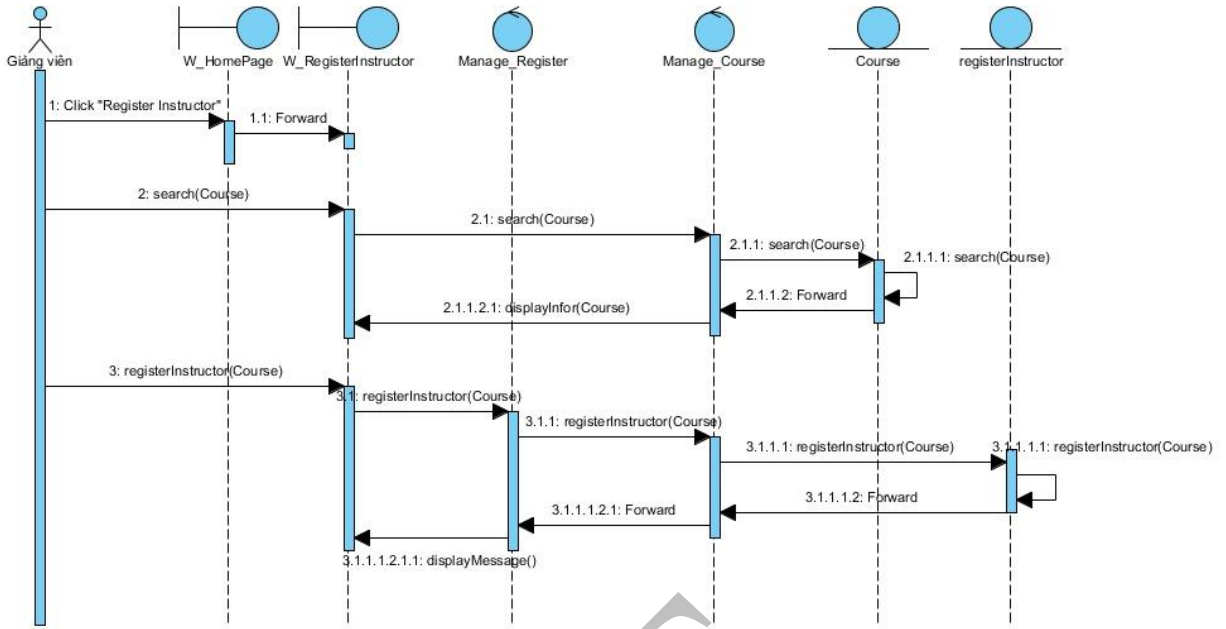 Giảng viên
W_HomePage
W_RegisterInstructor
Manage_Register
Manage_Course
Course
registerInstructor
1: Click "Register Instructor"
1.1: Forward
2: search(Course)
2.1: search(Course)
2.1.1: search(Course)
2.1.1.1: search(Course)
2.1.1.2: Forward
2.1.1.2.1: displayInfor(Course)
3: registerInstructor(Course)
3.1: registerInstructor(Course)
3.1.1: registerInstructor(Course)
3.1.1.1: registerInstructor(Course)
3.1.1.1.1: registerInstructor(Course)
3.1.1.1.2: Forward
3.1.1.1.2.1: Forward
3.1.1.1.2.1.1: displayMessage()